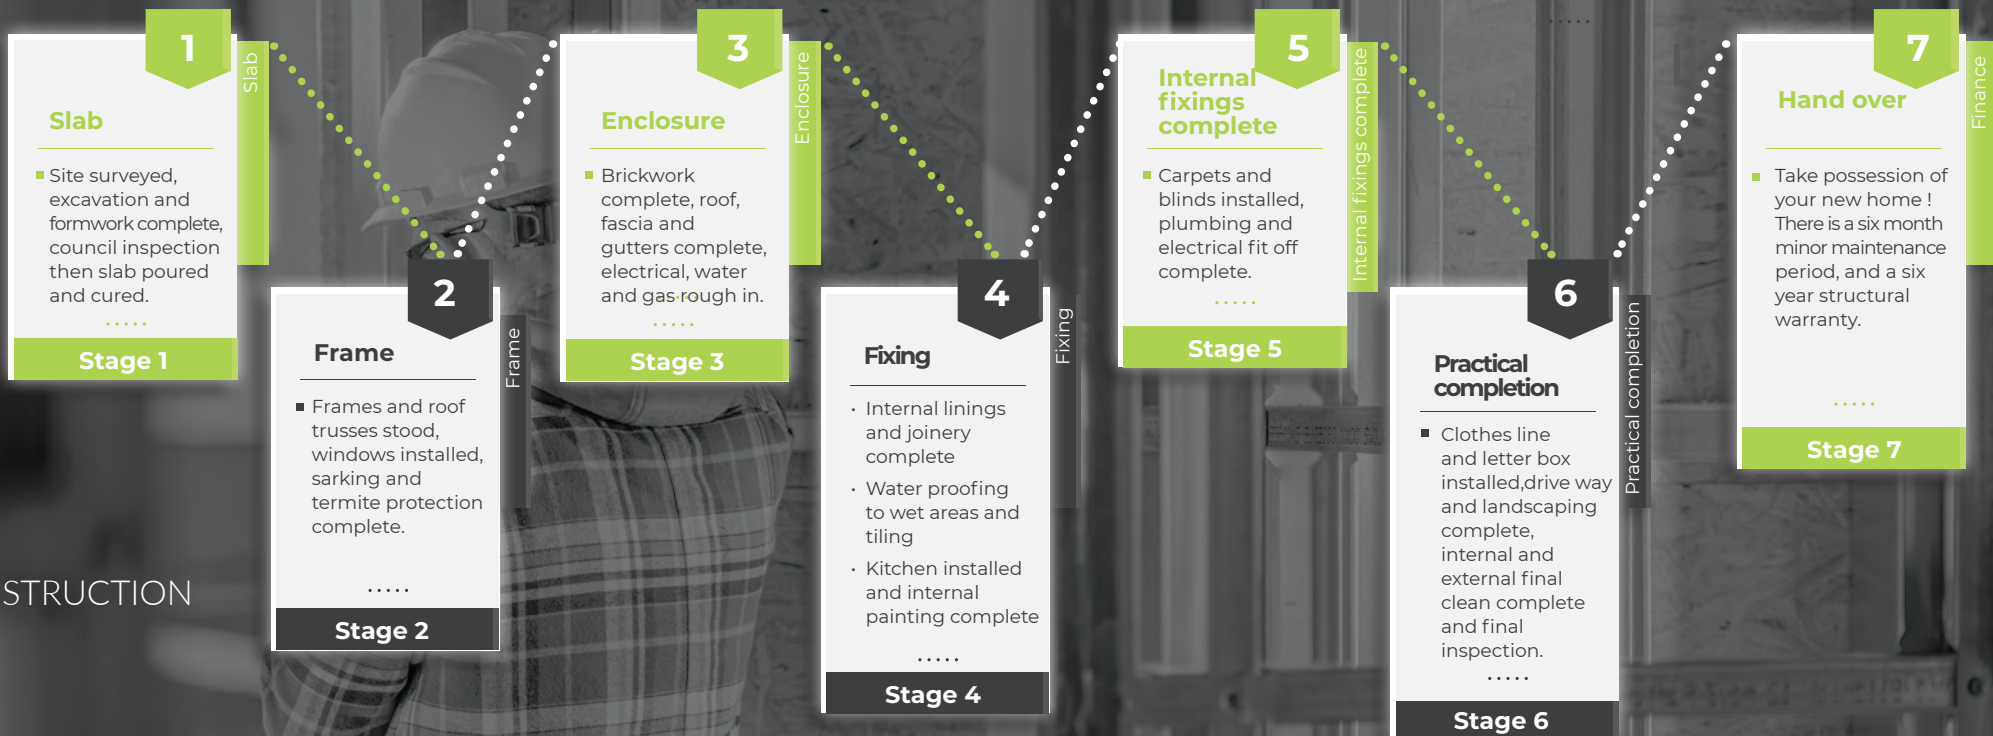 1
Slab
Slab
Site surveyed,
excavation and
formwork complete,
council inspection
then slab poured
and cured.
Stage 1
2
Frame
Frame
Frames and roof
trusses stood,
windows installed,
sarking and
termite protection
complete.
Stage 2
3
Enclosure
Enclosure
Brickwork
complete, roof,
fascia and
gutters complete,
electrical, water
and gas rough in.
Stage 3
4
Fixing
Fixing
• Internal linings
and joinery
complete
• Water proofing
to wet areas and
tiling
• Kitchen installed
and internal
painting complete
Stage 4
5
Internal fixings complete
Internal
fixings
complete
Carpets and
blinds installed,
plumbing and
electrical fit off
complete.
Stage 5
6
Practical completion
Practical
completion
Clothes line
and letter box
installed,drive way
and landscaping
complete,
internal and
external final
clean complete
and final
inspection.
Stage 6
7
Finance
Hand over
Take possession of
your new home !
There is a six month
minor maintenance
period, and a six
year structural
warranty.
Stage 7
STRUCTION